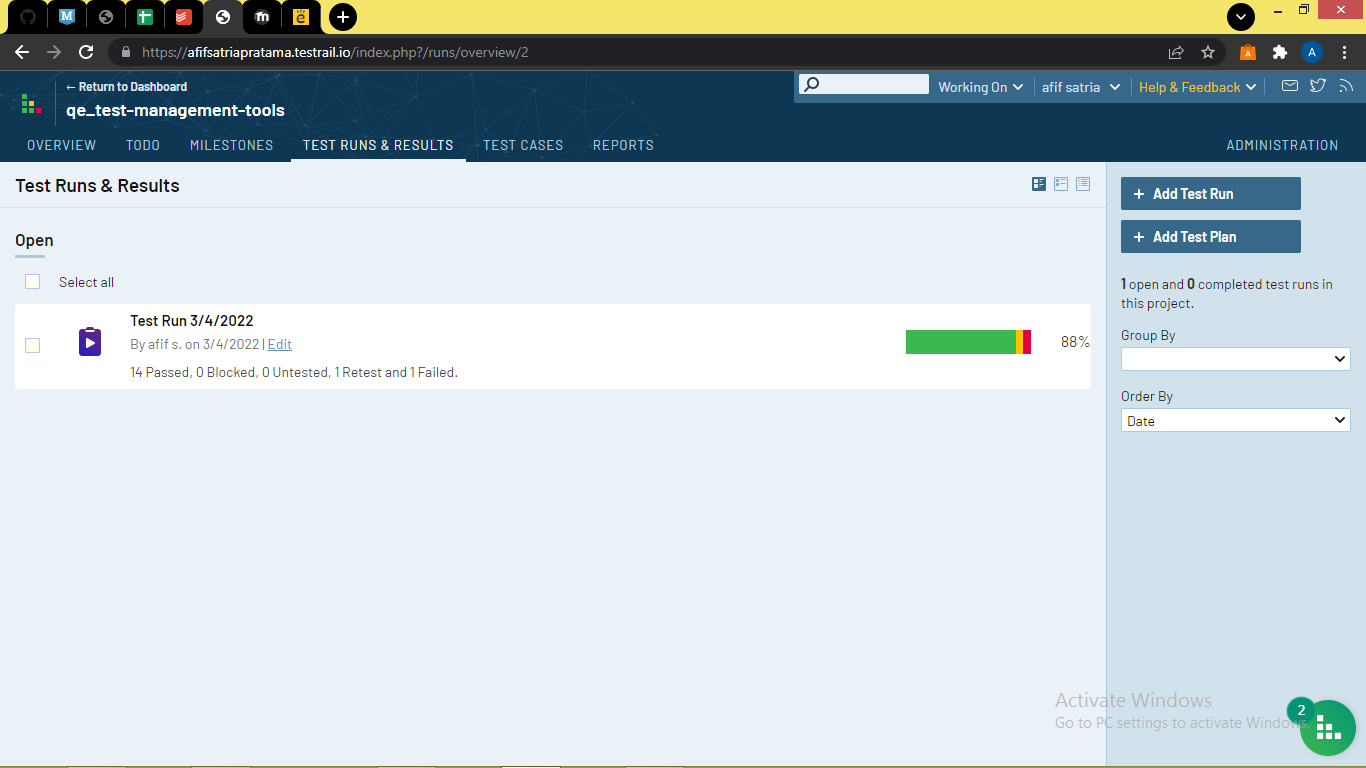 https://afifsatriapratama.testrail.io/index.php?/runs/overview/2
A
← Return to Dashboard
qe_test-management-tools
Working On
afif satria
Help & Feedback
OVERVIEW
TODO
MILESTONES
TEST RUNS & RESULTS
TEST CASES
REPORTS
ADMINISTRATION
Test Runs & Results
Open
Select all
Test Run 3/4/2022
By afif s. on 3/4/2022 | Edit
14 Passed, 0 Blocked, 0 Untested, 1 Retest and 1 Failed.
88%
+ Add Test Run
+ Add Test Plan
1 open and 0 completed test runs in
this project.
Group By
Order By
Date
Activate Windows
Go to PC settings to activate Windows.
2